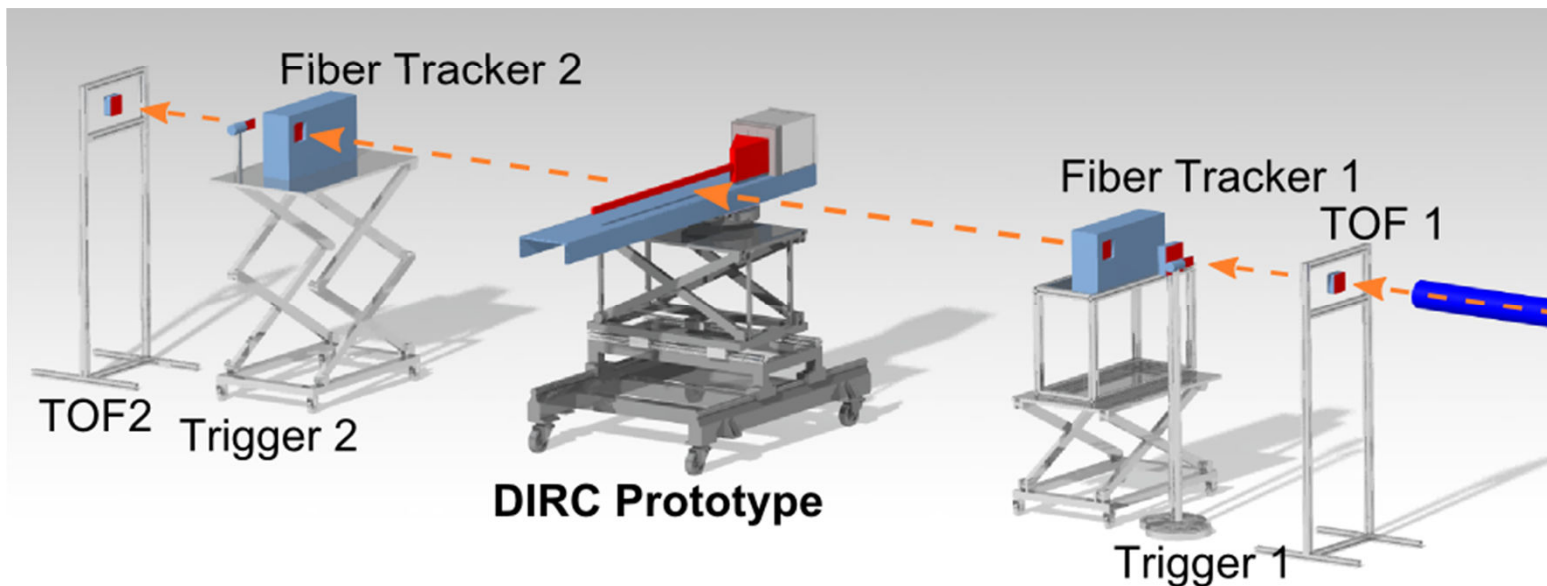 Fiber Tracker 2
Fiber Tracker 1
TOF 1
TOF2
Trigger 2
DIRC Prototype
Trigger 1